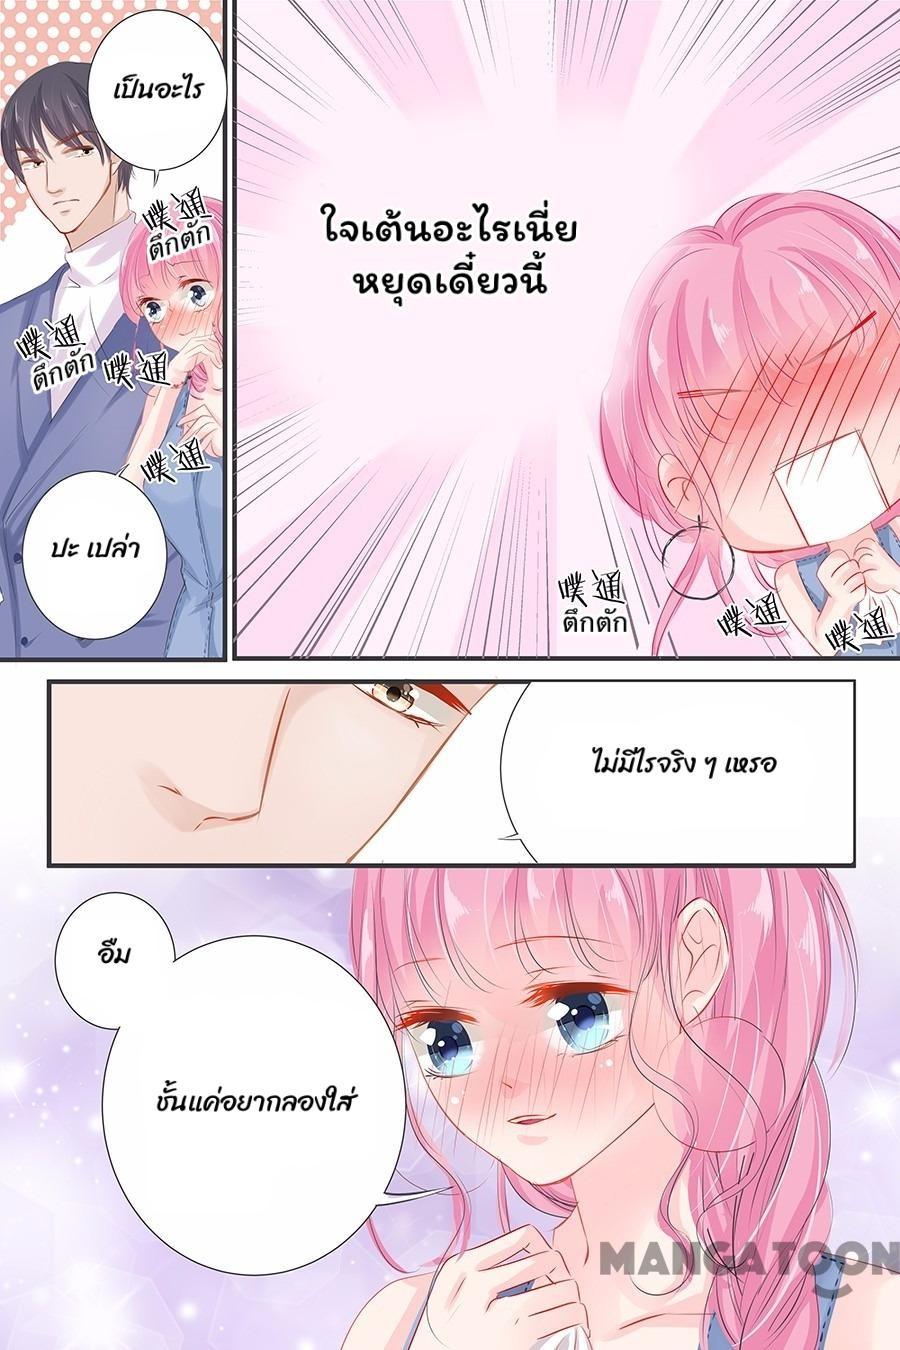 เป็นอะไร
噗通
ตึกตัก
噗通
ตึกตัก
噗通
噗通
ปะ เปล่า
ใจเต้นอะไรเนี่ย
หยุดเดี๋ยวนี้
噗通
ตึกตัก
噗通
噗通
ไม่มีไรจริง ๆ เหรอ
อืม
ชั้นแค่อยากลองใส่
MANGATOON